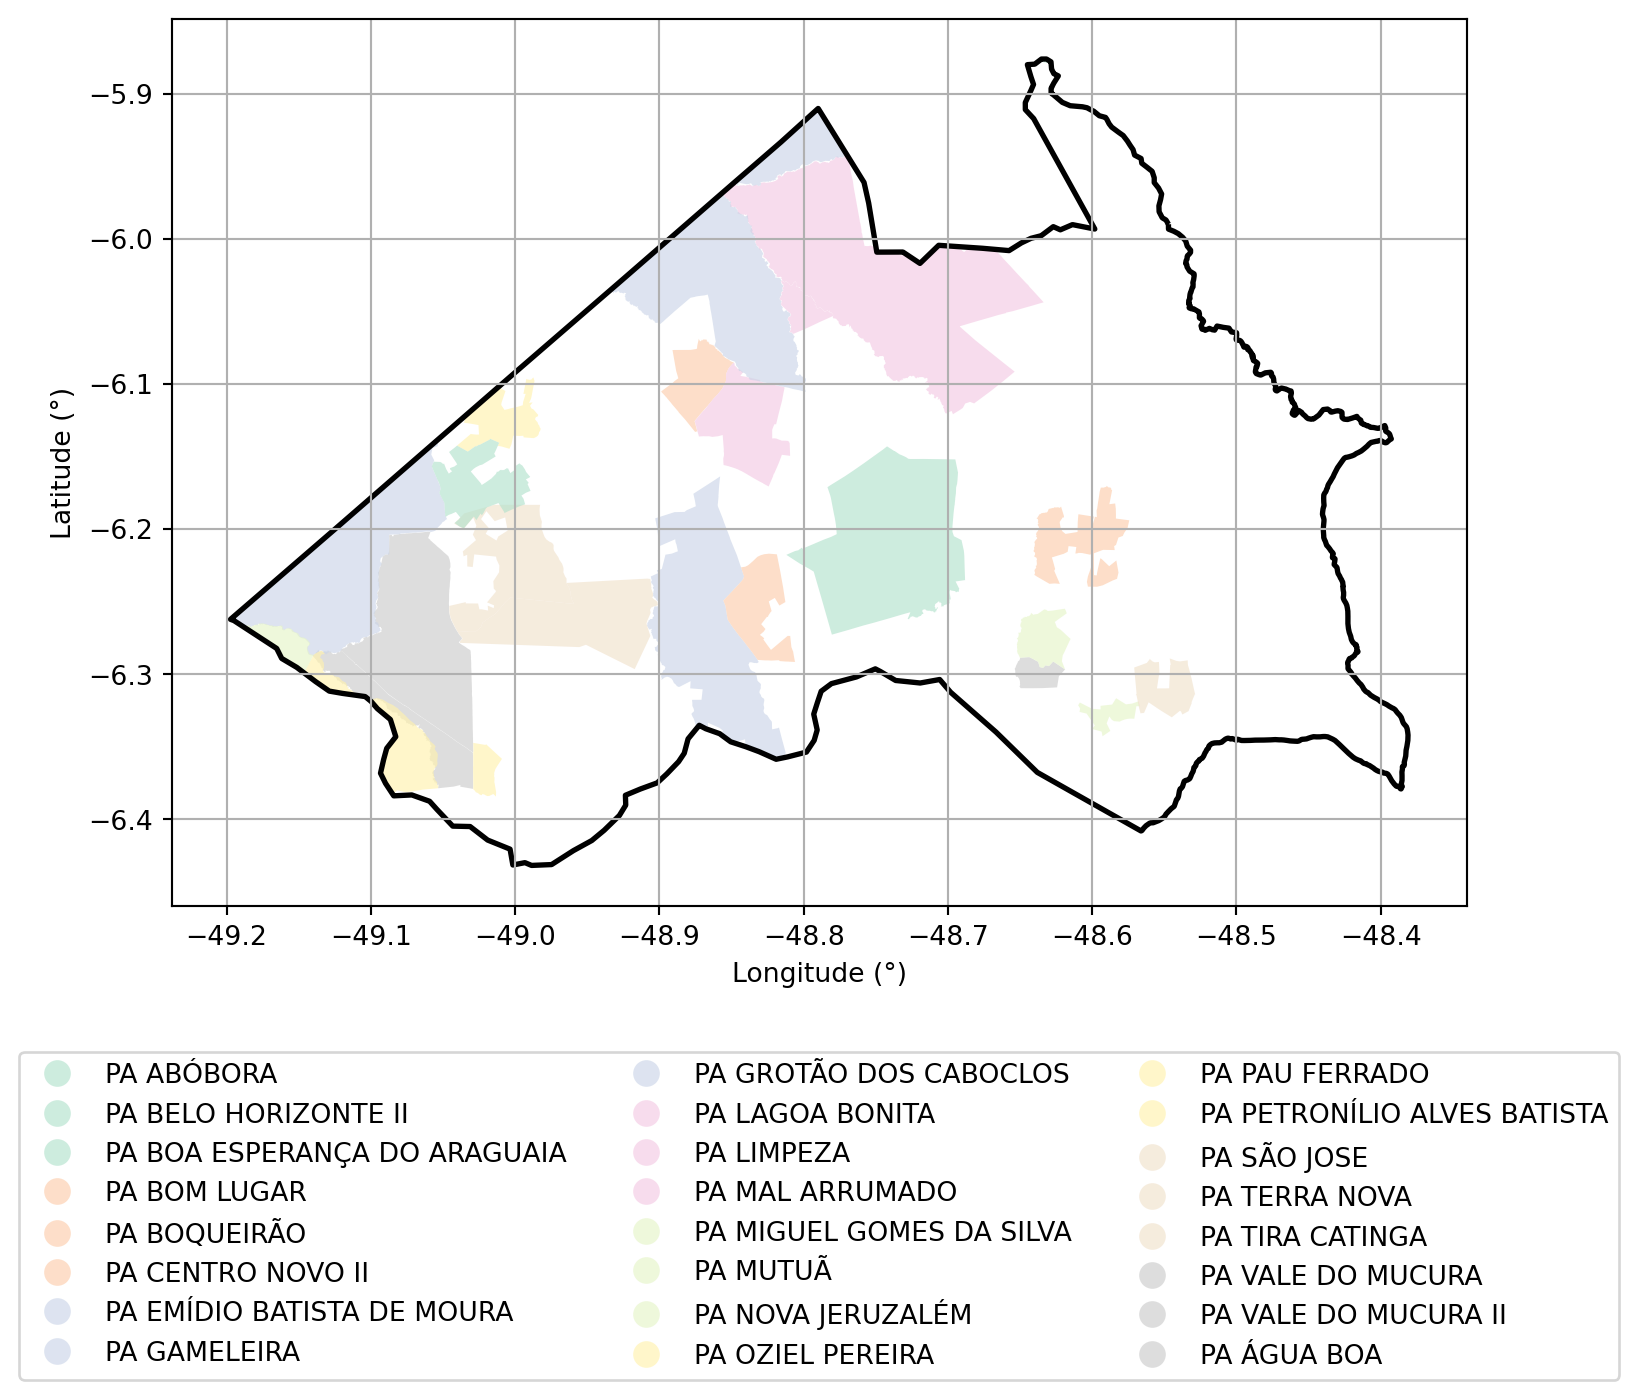 −5.9
−6.0
−6.1
−6.2
−6.3
−6.4
Latitude (°)
−49.2 −49.1 −49.0 −48.9 −48.8 −48.7 −48.6 −48.5 −48.4
Longitude (°)
PA ABÓBORA
PA BELO HORIZONTE II
PA BOA ESPERANÇA DO ARAGUAIA
PA BOM LUGAR
PA BOQUEIRÃO
PA CENTRO NOVO II
PA EMÍDIO BATISTA DE MOURA
PA GAMELEIRA
PA GROTÃO DOS CABOCLOS
PA LAGOA BONITA
PA LIMPEZA
PA MAL ARRUMADO
PA MIGUEL GOMES DA SILVA
PA MUTUÃ
PA NOVA JERUZALÉM
PA OZIEL PEREIRA
PA PAU FERRADO
PA PETRONÍLIO ALVES BATISTA
PA SÃO JOSE
PA TERRA NOVA
PA TIRA CATINGA
PA VALE DO MUCURA
PA VALE DO MUCURA II
PA ÁGUA BOA